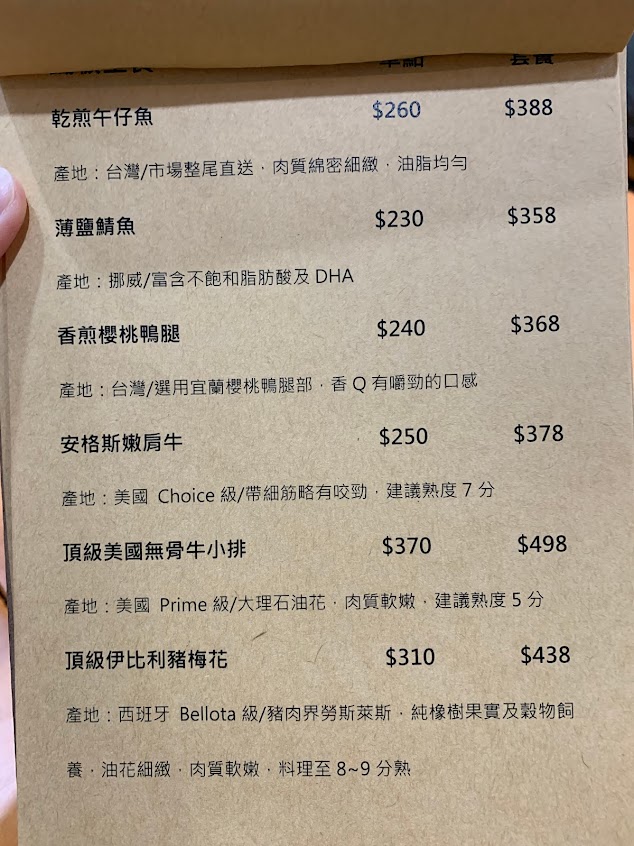 單點 套餐
乾煎午仔魚 $260 $388
產地：台灣/市場整尾直送，肉質綿密細緻，油脂均勻
薄鹽鯖魚 $230 $358
產地：挪威/富含不飽和脂肪酸及 DHA
香煎櫻桃鴨腿 $240 $368
產地：台灣/選用宜蘭櫻桃鴨腿部，香 Q 有嚼勁的口感
安格斯嫩肩牛 $250 $378
產地：美國 Choice 級/帶細筋略有咬勁，建議熟度 7 分
頂級美國無骨牛小排 $370 $498
產地：美國 Prime 級/大理石油花，肉質軟嫩，建議熟度 5 分
頂級伊比利豬梅花 $310 $438
產地：西班牙 Bellota 級/豬肉界勞斯萊斯，純橡樹果實及穀物飼
養，油花細緻，肉質軟嫩，料理至 8~9 分熟